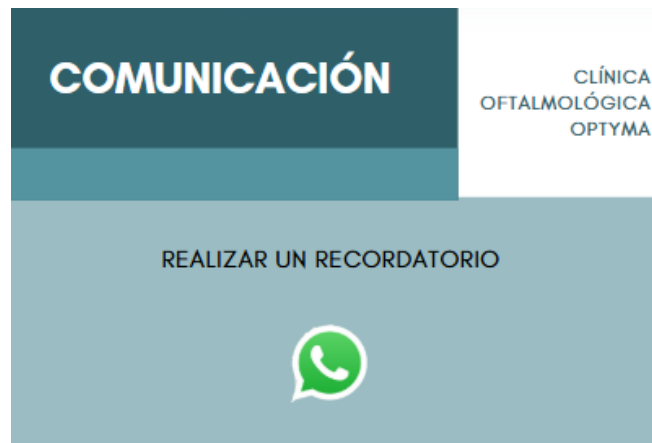 COMUNICACIÓN
CLÍNICA
OFTALMOLÓGICA
OPTYMA
REALIZAR UN RECORDATORIO